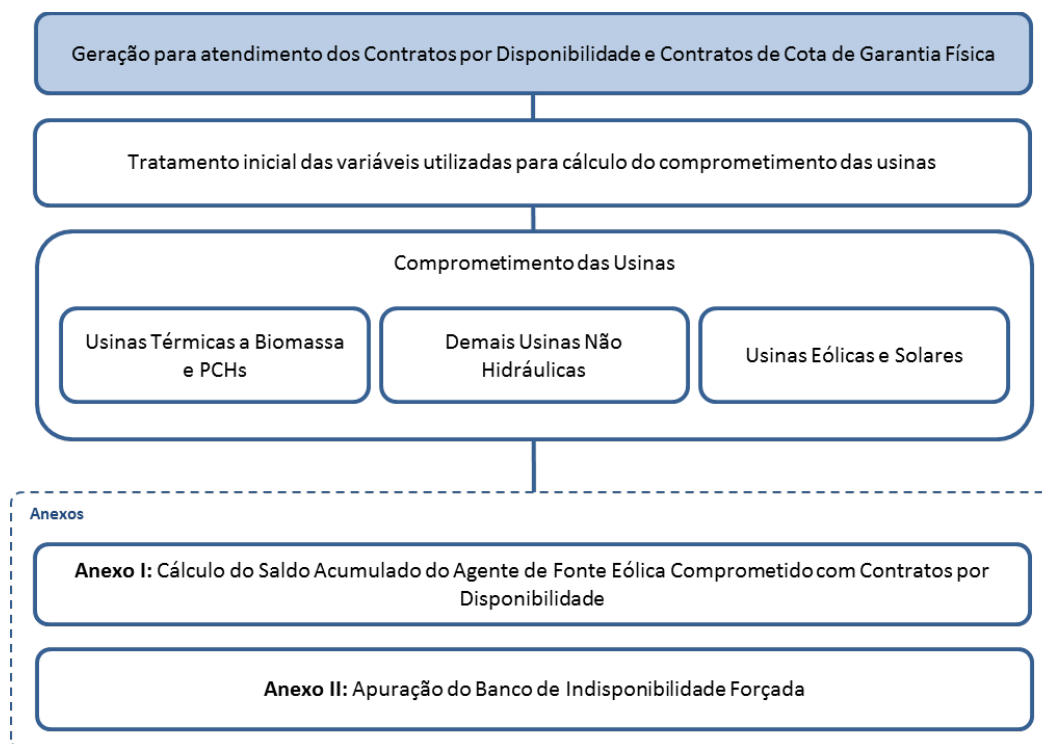 Geração para atendimento dos Contratos por Disponibilidade e Contratos de Cota de Garantia Física
Tratamento inicial das variáveis utilizadas para cálculo do comprometimento das usinas
Comprometimento das Usinas
Usinas Térmicas a Biomassa
e PCHs
Demais Usinas Não
Hidráulicas
Usinas Eólicas e Solares
Anexos
Anexo I: Cálculo do Saldo Acumulado do Agente de Fonte Eólica Comprometido com Contratos por
Disponibilidade
Anexo II: Apuração do Banco de Indisponibilidade Forçada